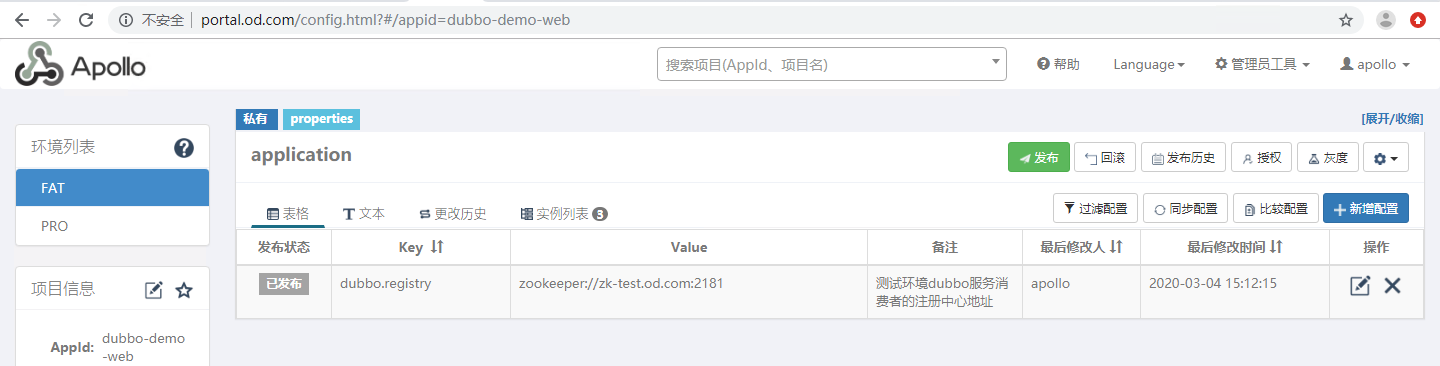 不安全 | portal.od.com/config.html?#/appid=dubbo-demo-web
Apollo
搜索项目(AppId、项目名)
帮助
Language
管理员工具
apollo
环境列表
FAT
PRO
项目信息
AppId: dubbo-demo
-web
私有 properties
[展开/收缩]
application
发布 回滚 发布历史 授权 灰度
表格 文本 更改历史 实例列表 3
过滤配置 同步配置 比较配置 新增配置
发布状态 Key Value 备注 最后修改人 最后修改时间 操作
已发布 dubbo.registry zookeeper://zk-test.od.com:2181 测试环境dubbo服务消
费者的注册中心地址 apollo 2020-03-04 15:12:15